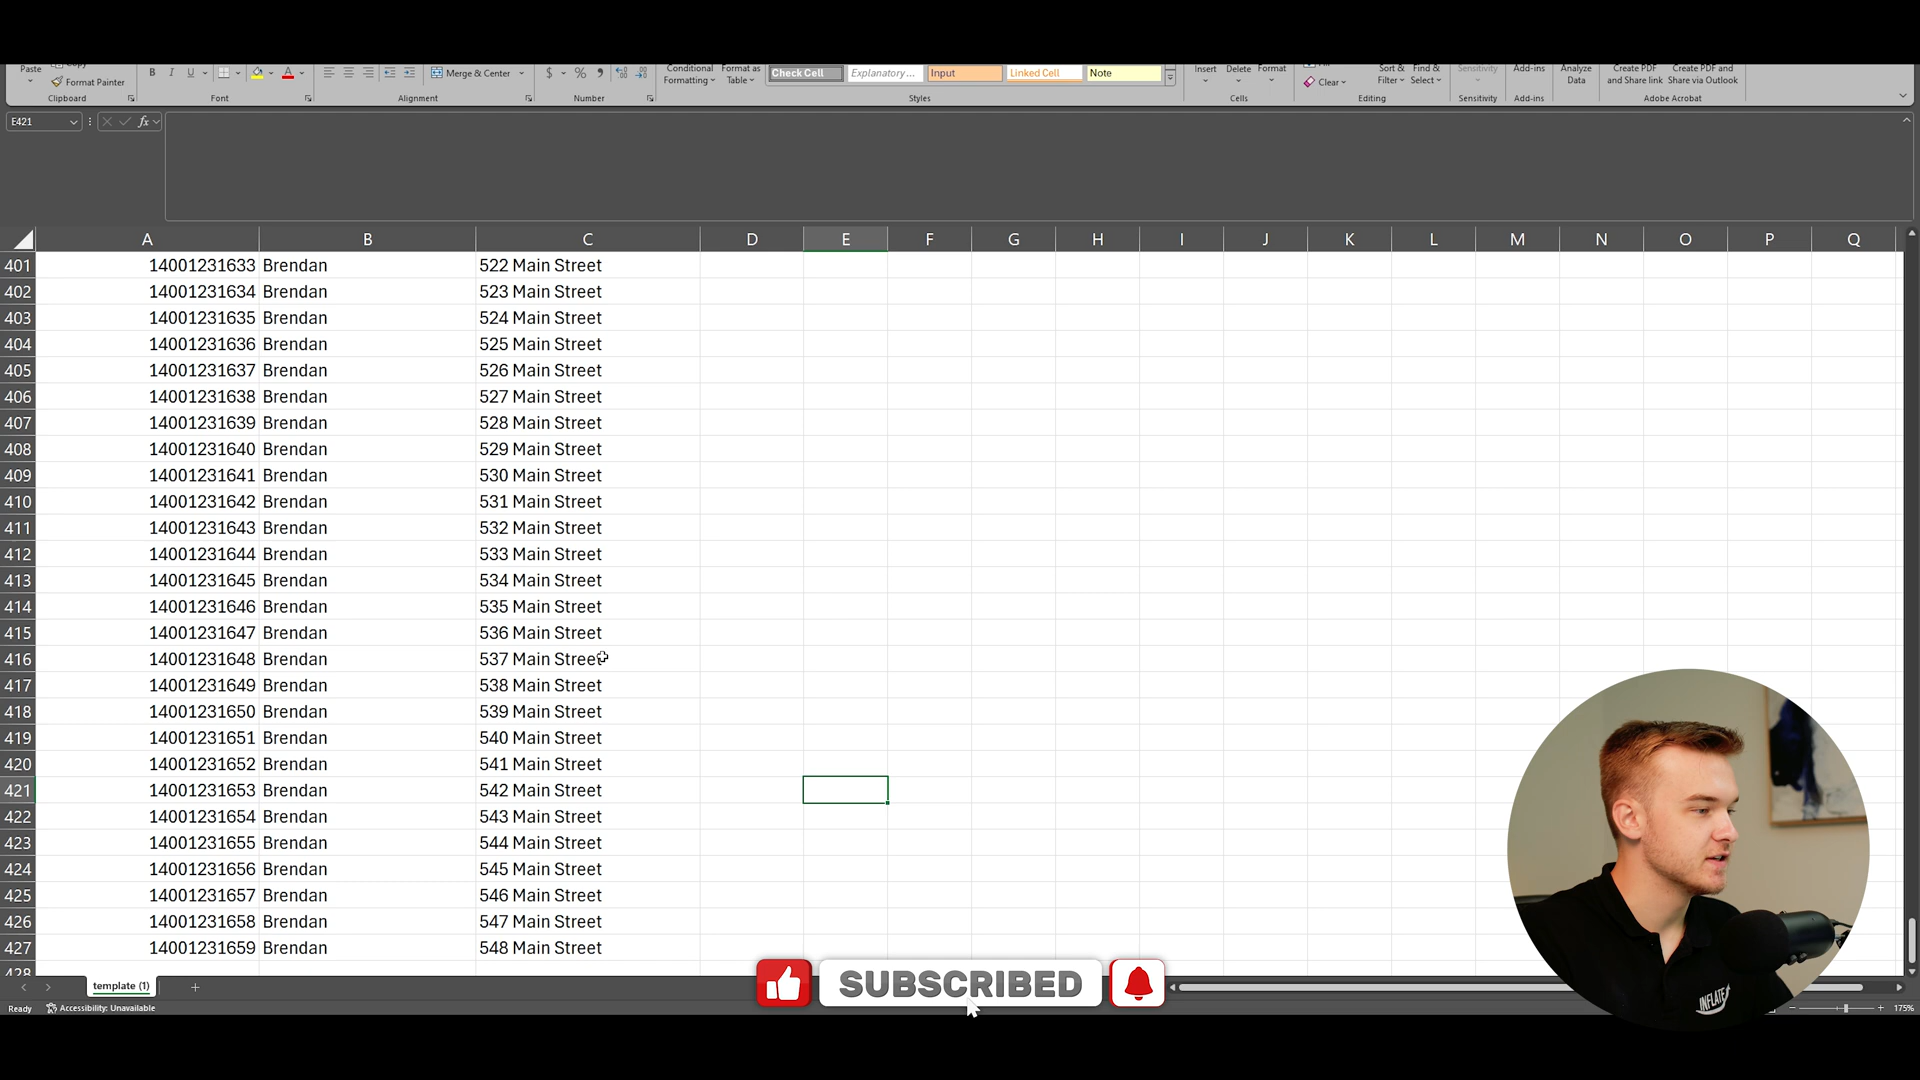 Paste
Format Painter
Clipboard
B I U
Font
Merge & Center
Alignment
$ % 9
Number
Conditional
Formatting
Format as
Table
Check Cell
Explanatory...
Input
Linked Cell
Note
Styles
Insert
Delete
Format
Cells
Clear
Sort &
Filter
Find &
Select
Editing
Sensitivity
Sensitivity
Add-ins
Add-ins
Analyze
Data
Create PDF
and Share link
Create PDF and
Share via Outlook
Adobe Acrobat
E421
fx
A B C D E F G H I J K L M N O P Q
401 14001231633 Brendan 522 Main Street
402 14001231634 Brendan 523 Main Street
403 14001231635 Brendan 524 Main Street
404 14001231636 Brendan 525 Main Street
405 14001231637 Brendan 526 Main Street
406 14001231638 Brendan 527 Main Street
407 14001231639 Brendan 528 Main Street
408 14001231640 Brendan 529 Main Street
409 14001231641 Brendan 530 Main Street
410 14001231642 Brendan 531 Main Street
411 14001231643 Brendan 532 Main Street
412 14001231644 Brendan 533 Main Street
413 14001231645 Brendan 534 Main Street
414 14001231646 Brendan 535 Main Street
415 14001231647 Brendan 536 Main Street
416 14001231648 Brendan 537 Main Street
417 14001231649 Brendan 538 Main Street
418 14001231650 Brendan 539 Main Street
419 14001231651 Brendan 540 Main Street
420 14001231652 Brendan 541 Main Street
421 14001231653 Brendan 542 Main Street
422 14001231654 Brendan 543 Main Street
423 14001231655 Brendan 544 Main Street
424 14001231656 Brendan 545 Main Street
425 14001231657 Brendan 546 Main Street
426 14001231658 Brendan 547 Main Street
427 14001231659 Brendan 548 Main Street
428
template (1)
SUBSCRIBED
INFLATE
Ready
Accessibility: Unavailable
175%